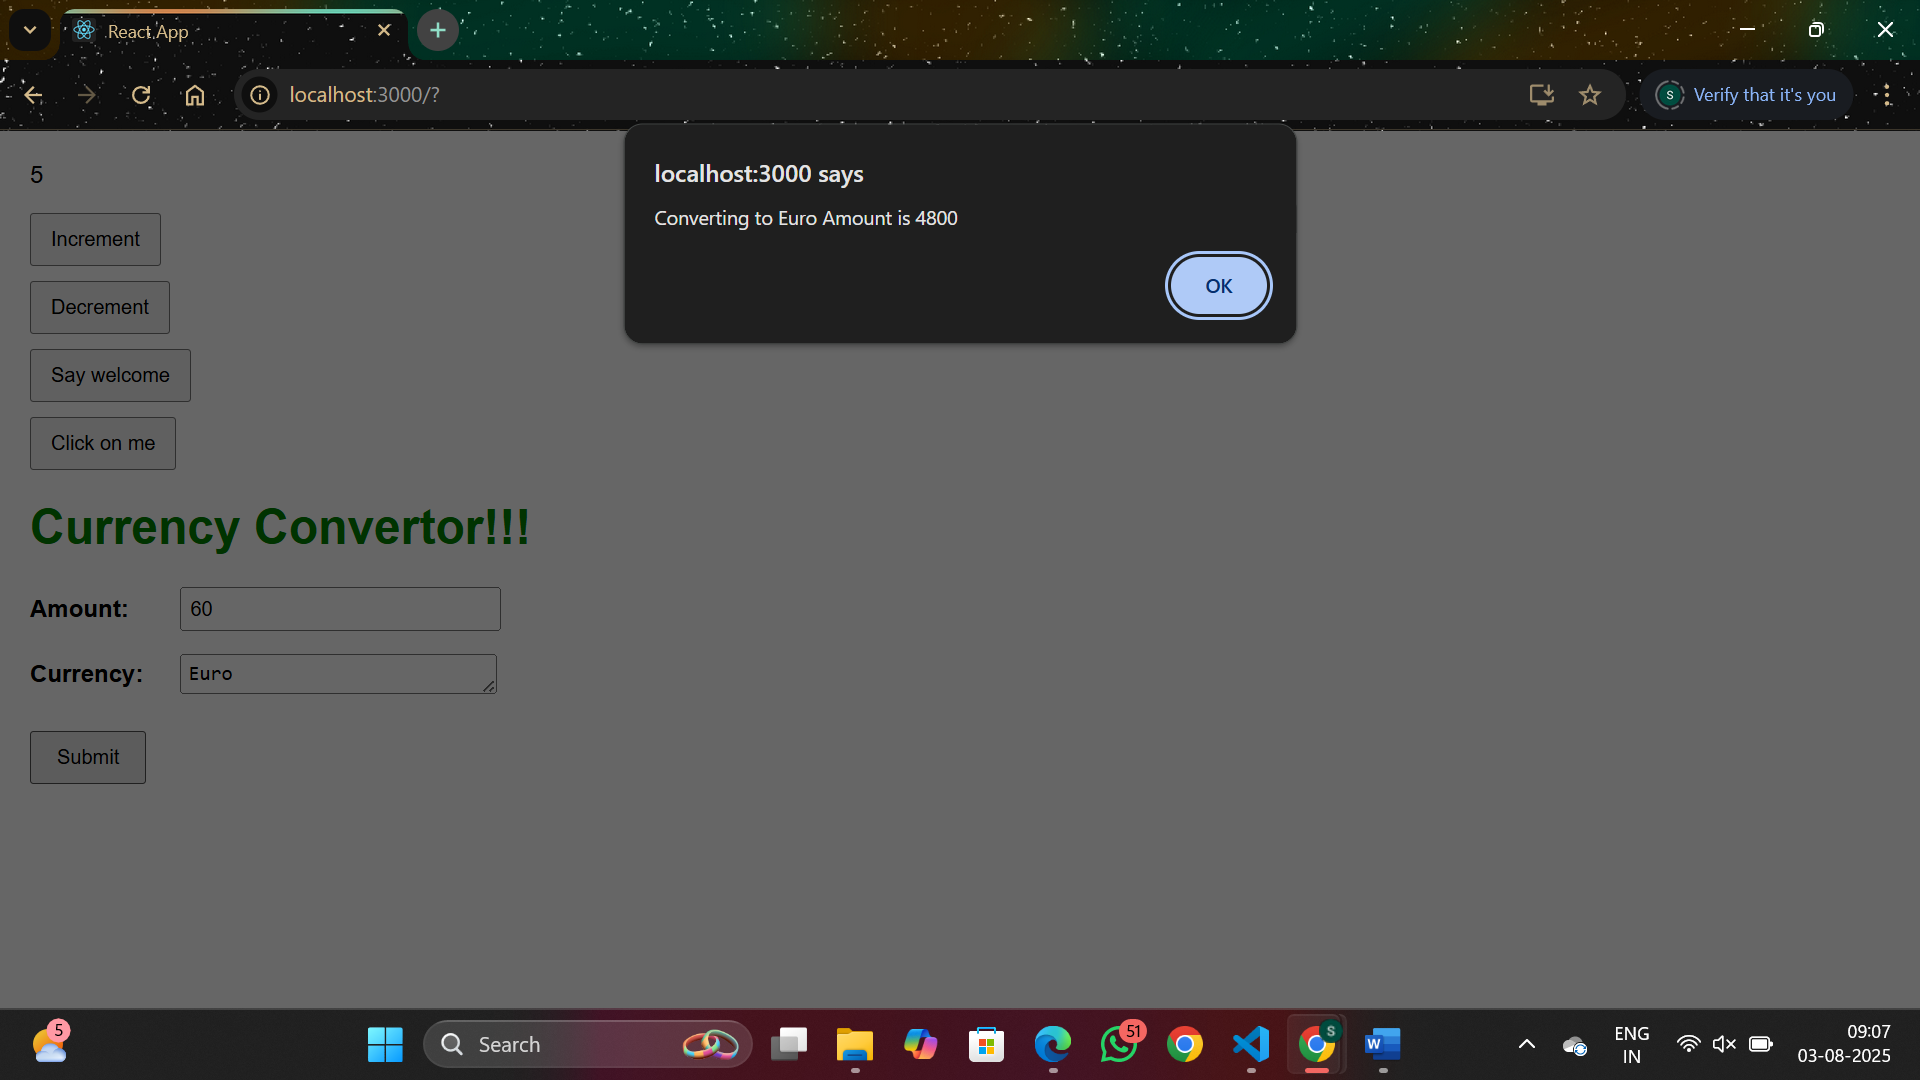 React App
localhost:3000/?
S
Verify that it's you
localhost:3000 says
Converting to Euro Amount is 4800
OK
5
Increment
Decrement
Say welcome
Click on me
Currency Convertor!!!
Amount:
60
Currency:
Euro
Submit
5
Search
51
S
W
ENG
IN
09:07
03-08-2025